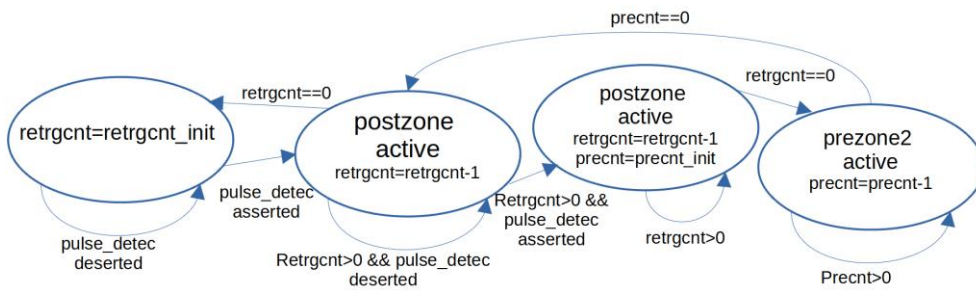 precnt==0
retrgcnt==0
retrgcnt==0
retrgcnt=retrgcnt_init
postzone
active
retrgcnt=retrgcnt-1
postzone
active
retrgcnt=retrgcnt-1
precnt=precnt_init
prezone2
active
precnt=precnt-1
pulse_detec
asserted
Retrgcnt>0 &&
pulse_detec
asserted
pulse_detec
deserted
Retrgcnt>0 && pulse_detec
deserted
retrgcnt>0
Precnt>0